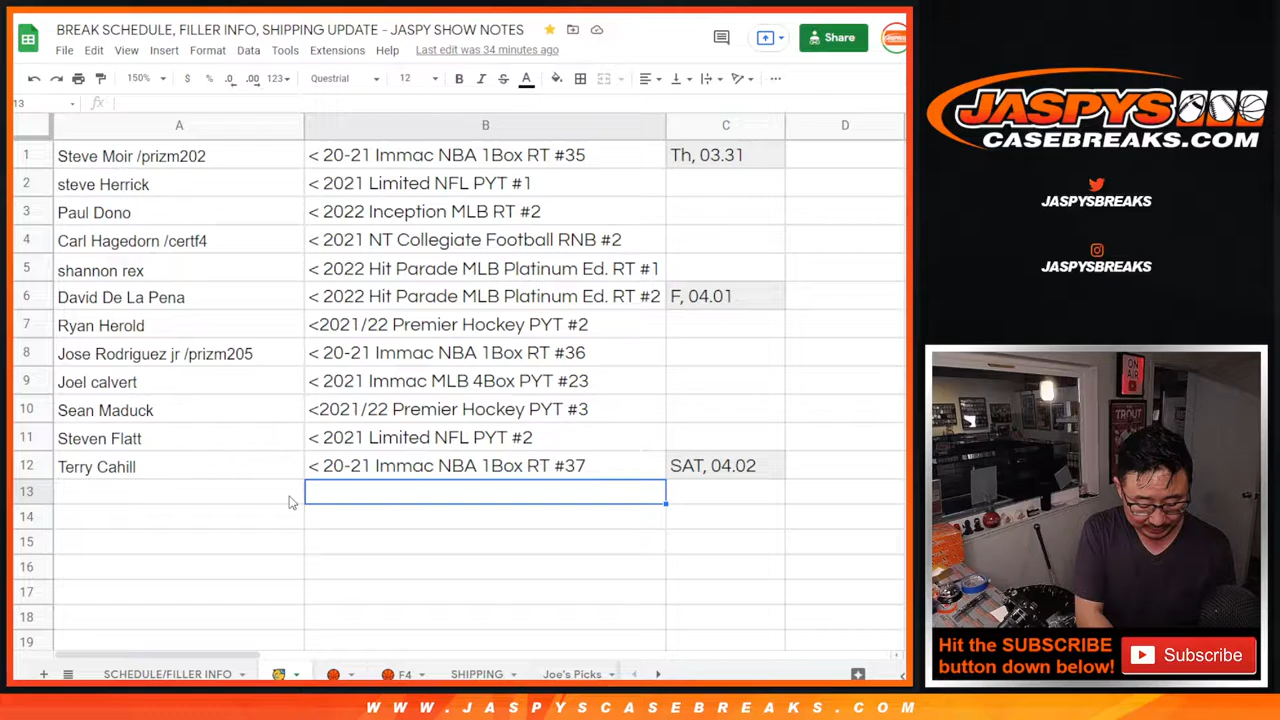 BREAK SCHEDULE, FILLER INFO, SHIPPING UPDATE - JASPY SHOW NOTES
File Edit View Insert Format Data Tools Extensions Help Last edit was 34 minutes ago
Share
150% $ % .0 .00 123 Questrial 12 B I S A
13 fx
A B C D
1 Steve Moir /prizm202 < 20-21 Immac NBA 1Box RT #35 Th, 03.31
2 steve Herrick < 2021 Limited NFL PYT #1
3 Paul Dono < 2022 Inception MLB RT #2
4 Carl Hagedorn /certf4 < 2021 NT Collegiate Football RNB #2
5 shannon rex < 2022 Hit Parade MLB Platinum Ed. RT #1
6 David De La Pena < 2022 Hit Parade MLB Platinum Ed. RT #2 F, 04.01
7 Ryan Herold <2021/22 Premier Hockey PYT #2
8 Jose Rodriguez jr /prizm205 < 20-21 Immac NBA 1Box RT #36
9 Joel calvert < 2021 Immac MLB 4Box PYT #23
10 Sean Maduck <2021/22 Premier Hockey PYT #3
11 Steven Flatt < 2021 Limited NFL PYT #2
12 Terry Cahill < 20-21 Immac NBA 1Box RT #37 SAT, 04.02
13
14
15
16
17
18
19
SCHEDULE/FILLER INFO F4 SHIPPING Joe's Picks
JASPYS
CASEBREAKS.COM
JASPYSBREAKS
JASPYSBREAKS
ON AIR
TROUT
Hit the SUBSCRIBE
button down below!
Subscribe
WWW.JASPYSCASEBREAKS.COM